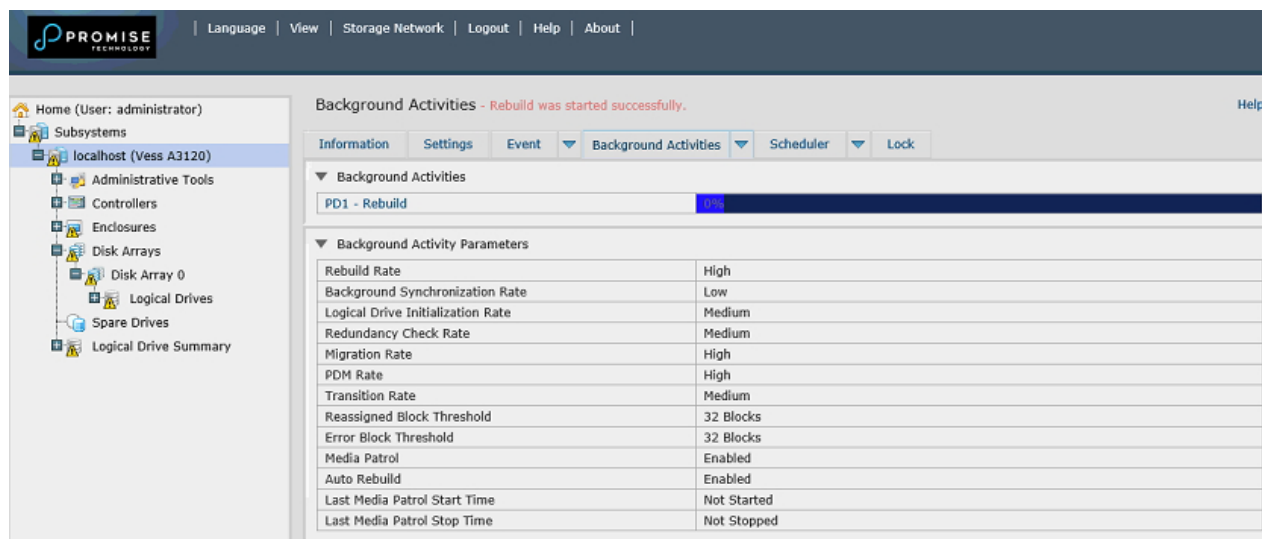 PROMISE
TECHNOLOGY
| Language | View | Storage Network | Logout | Help | About |
Home (User: administrator)
Subsystems
localhost (Vess A3120)
Administrative Tools
Controllers
Enclosures
Disk Arrays
Disk Array 0
Logical Drives
Spare Drives
Logical Drive Summary
Background Activities - Rebuild was started successfully.
Help
Information Settings Event Background Activities Scheduler Lock
Background Activities
PD1 - Rebuild 0%
Background Activity Parameters
Rebuild Rate High
Background Synchronization Rate Low
Logical Drive Initialization Rate Medium
Redundancy Check Rate Medium
Migration Rate High
PDM Rate High
Transition Rate Medium
Reassigned Block Threshold 32 Blocks
Error Block Threshold 32 Blocks
Media Patrol Enabled
Auto Rebuild Enabled
Last Media Patrol Start Time Not Started
Last Media Patrol Stop Time Not Stopped